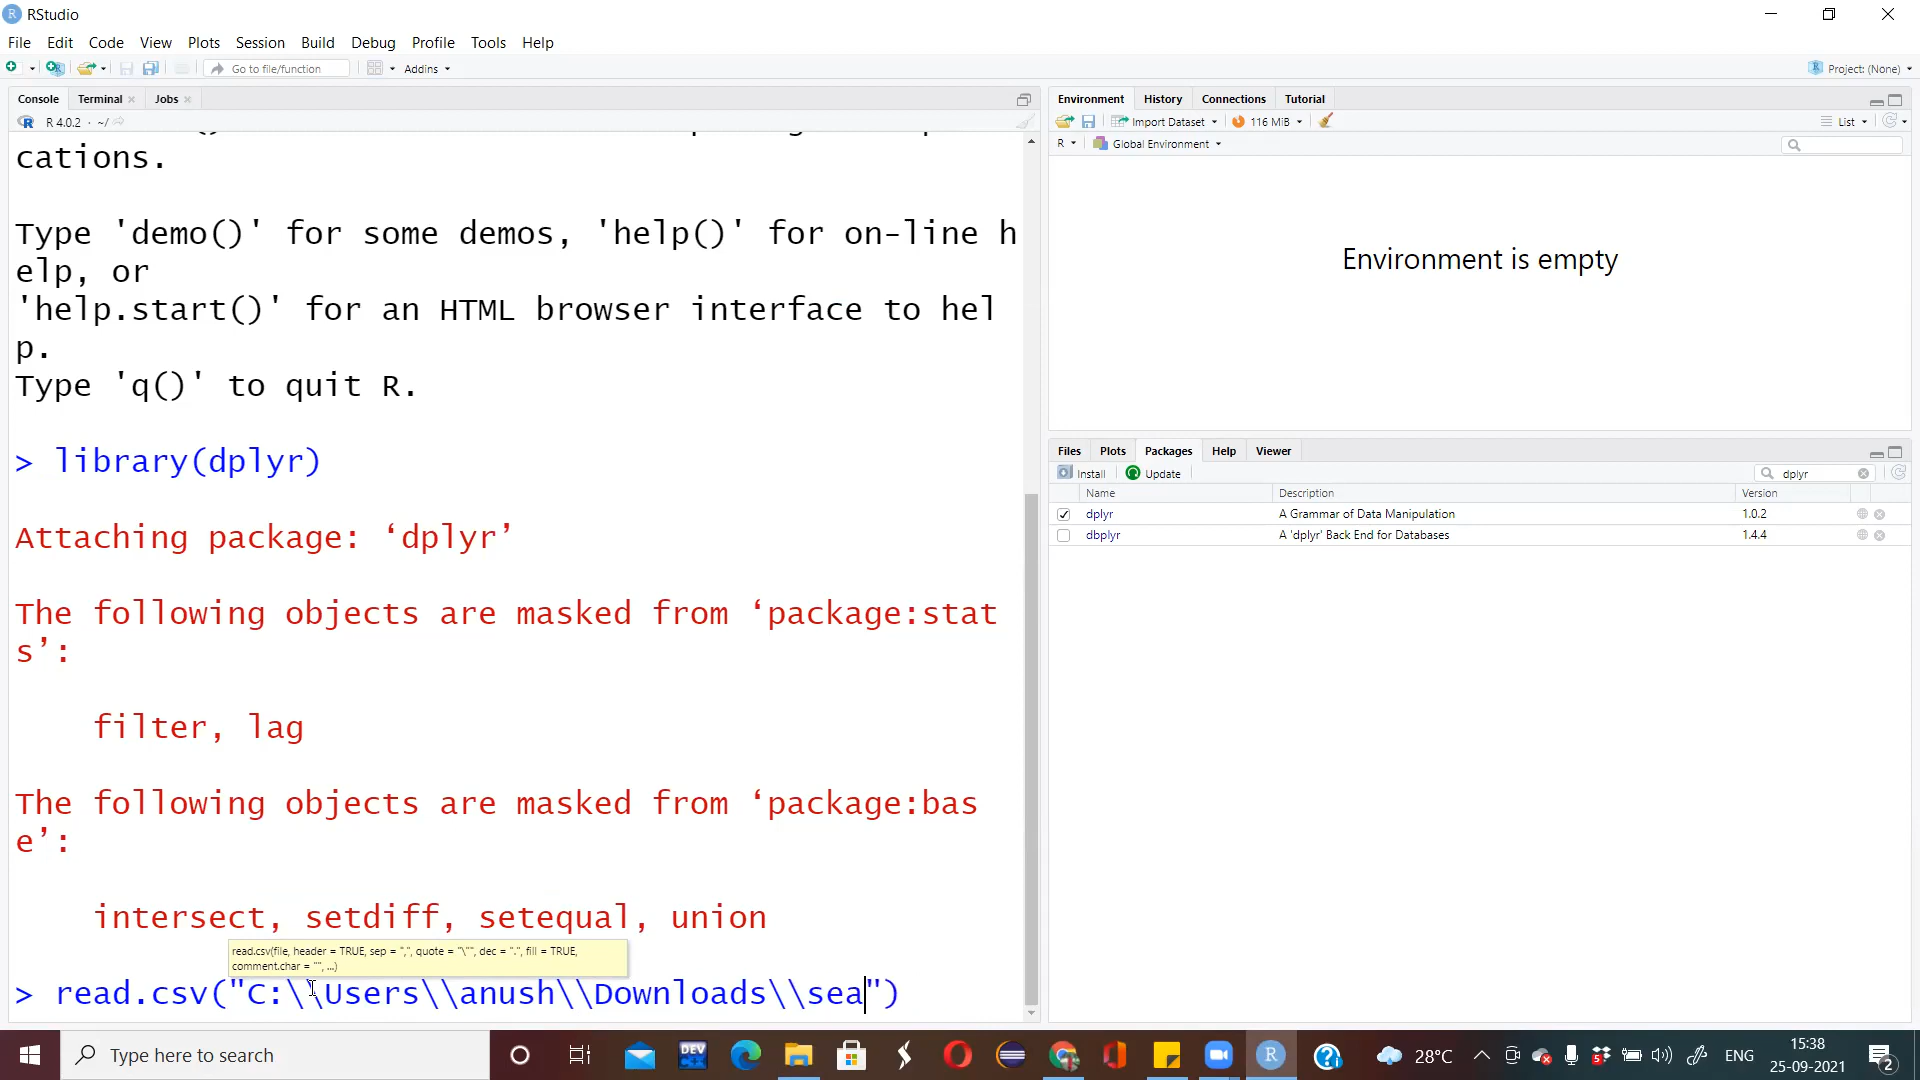 RStudio
File Edit Code View Plots Session Build Debug Profile Tools Help
Go to file/function Addins Project: (None)
Console Terminal Jobs
R 4.0.2 · ~/
cations.
Type 'demo()' for some demos, 'help()' for on-line h
elp, or
'help.start()' for an HTML browser interface to hel
p.
Type 'q()' to quit R.
> library(dplyr)
Attaching package: ‘dplyr’
The following objects are masked from ‘package:stat
s’:
filter, lag
The following objects are masked from ‘package:bas
e’:
intersect, setdiff, setequal, union
read.csv(file, header = TRUE, sep = ",", quote = "\"", dec = ".", fill = TRUE,
comment.char = "", ...)
> read.csv("C:\\Users\\anush\\Downloads\\sea")
Environment History Connections Tutorial
Import Dataset 116 MiB List
R Global Environment
Environment is empty
Files Plots Packages Help Viewer
Install Update dplyr
Name Description Version
dplyr A Grammar of Data Manipulation 1.0.2
dbplyr A 'dplyr' Back End for Databases 1.4.4
Type here to search
DEV
28°C
ENG
15:38
25-09-2021
2